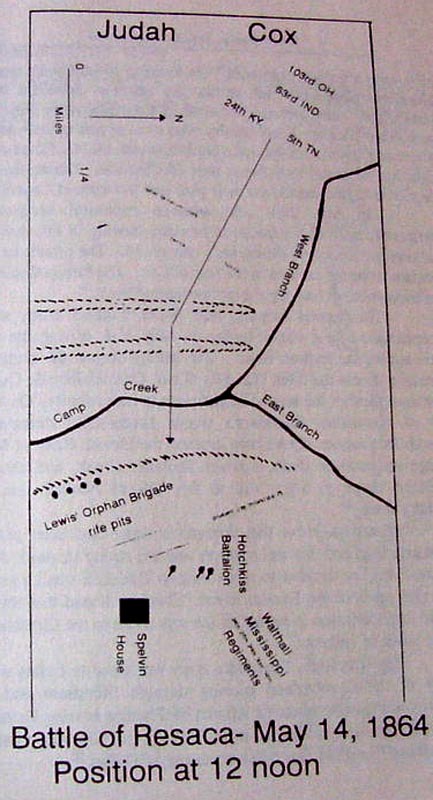 Judah Cox
103rd OH
63rd IND
24th KY
5th TN
0
Miles
1/4
N
West Branch
Creek
Camp
East Branch
Lewis' Orphan Brigade
rife pits
Hotchkiss
Battalion
Walthall
Mississippi
Regiments
Spelvin
House
Battle of Resaca- May 14, 1864
Position at 12 noon